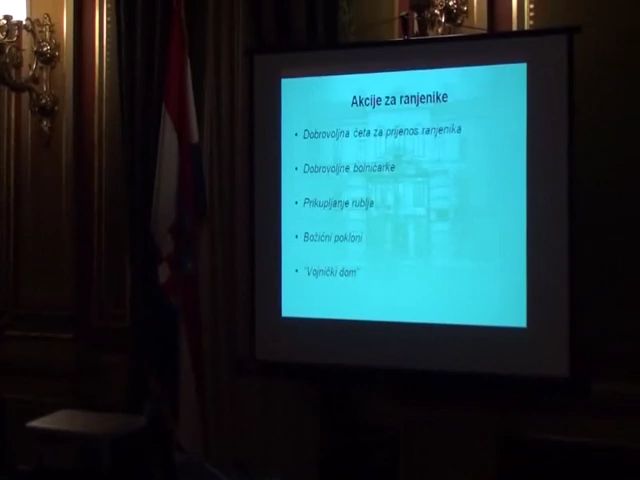 Akcije za ranjenike
• Dobrovoljna četa za prijenos ranjenika
• Dobrovoljne bolničarke
• Prikupljanje rublja
• Božićni pokloni
• "Vojnički dom"